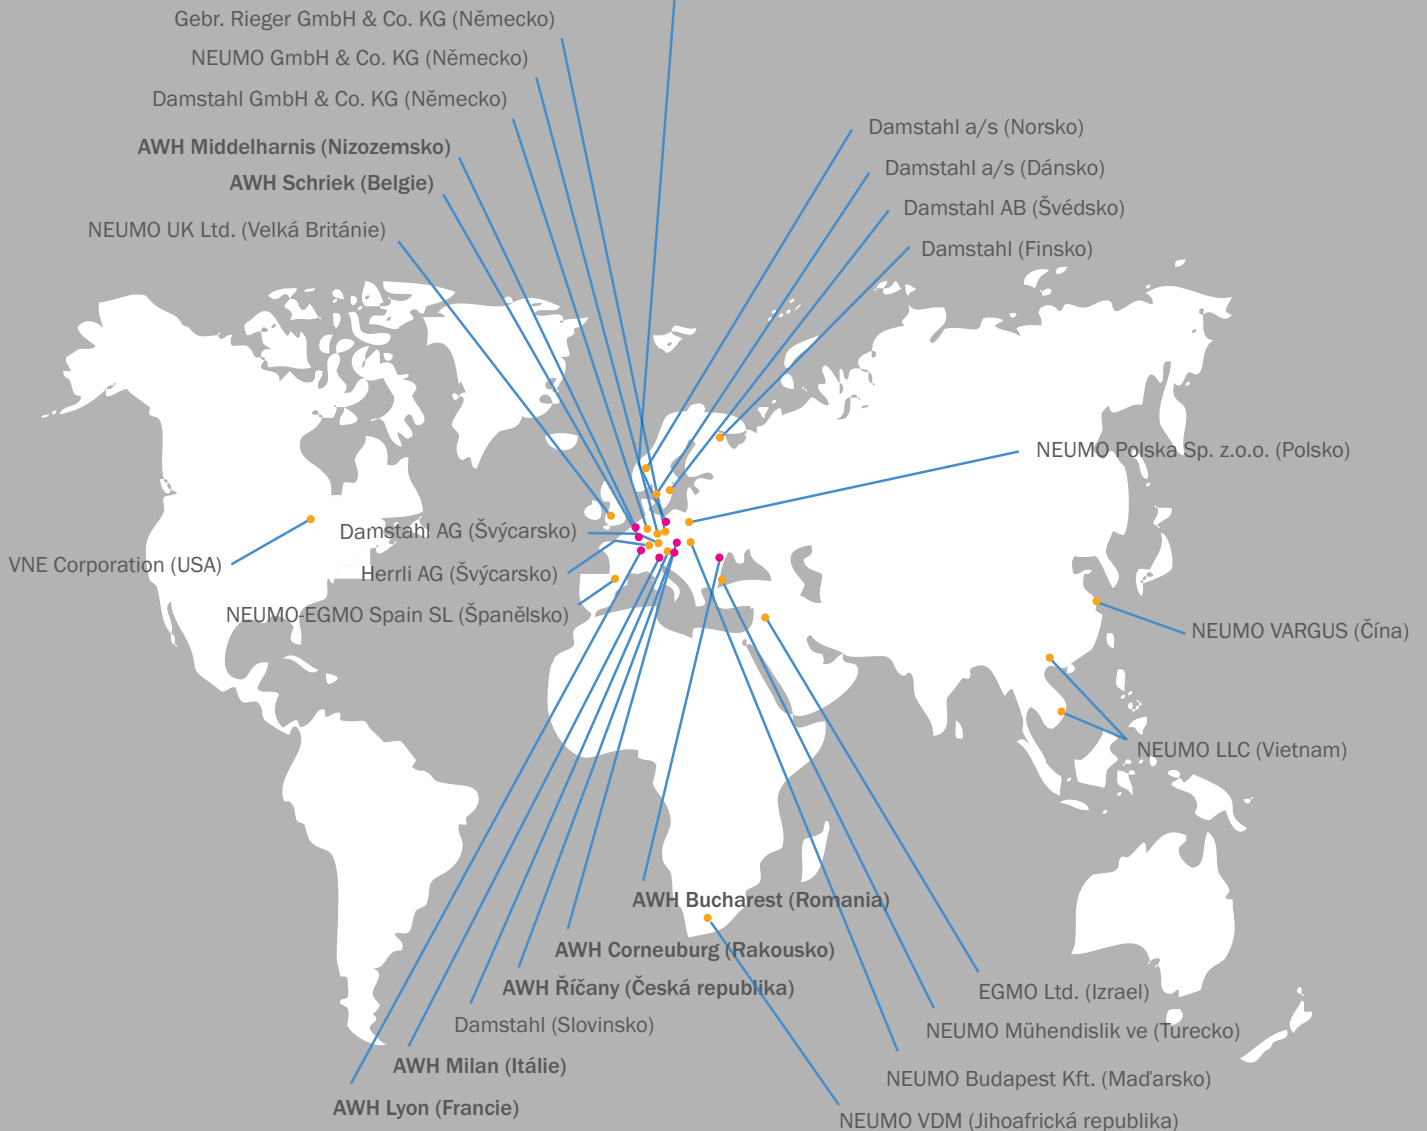 Gebr. Rieger GmbH & Co. KG (Německo)
NEUMO GmbH & Co. KG (Německo)
Damstahl GmbH & Co. KG (Německo)
AWH Middelharnis (Nizozemsko)
AWH Schriek (Belgie)
NEUMO UK Ltd. (Velká Británie)
Damstahl a/s (Norsko)
Damstahl a/s (Dánsko)
Damstahl AB (Švédsko)
Damstahl (Finsko)
NEUMO Polska Sp. z.o.o. (Polsko)
Damstahl AG (Švýcarsko)
VNE Corporation (USA)
Herrli AG (Švýcarsko)
NEUMO-EGMO Spain SL (Španělsko)
NEUMO VARGUS (Čína)
NEUMO LLC (Vietnam)
AWH Bucharest (Romania)
AWH Corneuburg (Rakousko)
AWH Říčany (Česká republika)
Damstahl (Slovinsko)
AWH Milan (Itálie)
AWH Lyon (Francie)
EGMO Ltd. (Izrael)
NEUMO Mühendislik ve (Turecko)
NEUMO Budapest Kft. (Maďarsko)
NEUMO VDM (Jihoafrická republika)